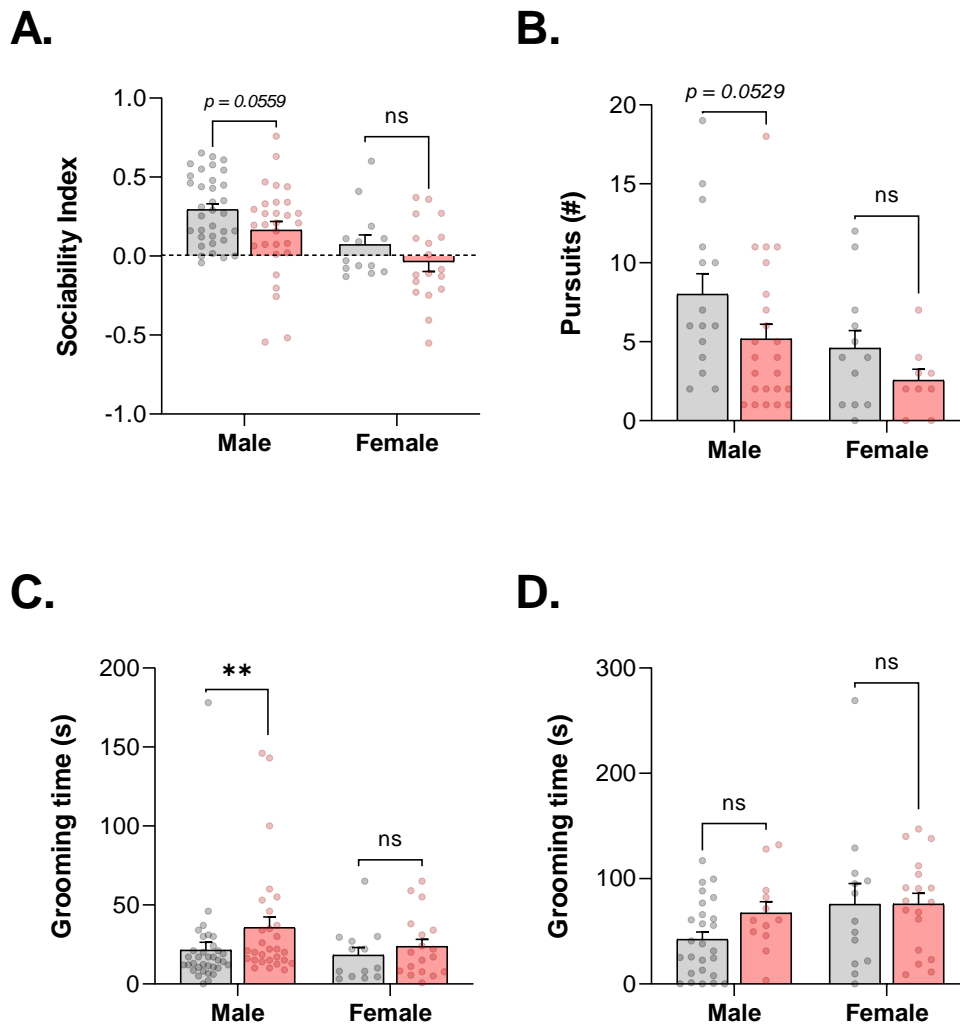 A.
B.
p = 0.0559
ns
1.0
0.5
0.0
-0.5
-1.0
Sociability Index
Male
Female
p = 0.0529
ns
20
15
10
5
0
Pursuits (#)
Male
Female
C.
D.
**
ns
200
150
100
50
0
Grooming time (s)
Male
Female
ns
ns
300
200
100
0
Grooming time (s)
Male
Female